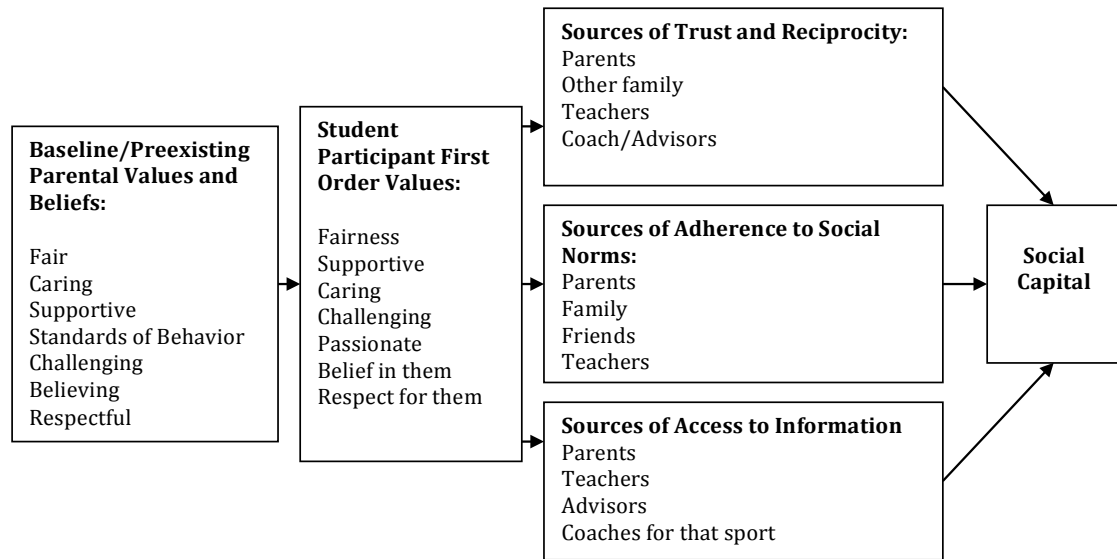 Baseline/Preexisting
Parental Values and
Beliefs:
Fair
Caring
Supportive
Standards of Behavior
Challenging
Believing
Respectful
Student
Participant First
Order Values:
Fairness
Supportive
Caring
Challenging
Passionate
Belief in them
Respect for them
Sources of Trust and Reciprocity:
Parents
Other family
Teachers
Coach/Advisors
Sources of Adherence to Social
Norms:
Parents
Family
Friends
Teachers
Sources of Access to Information
Parents
Teachers
Advisors
Coaches for that sport
Social
Capital